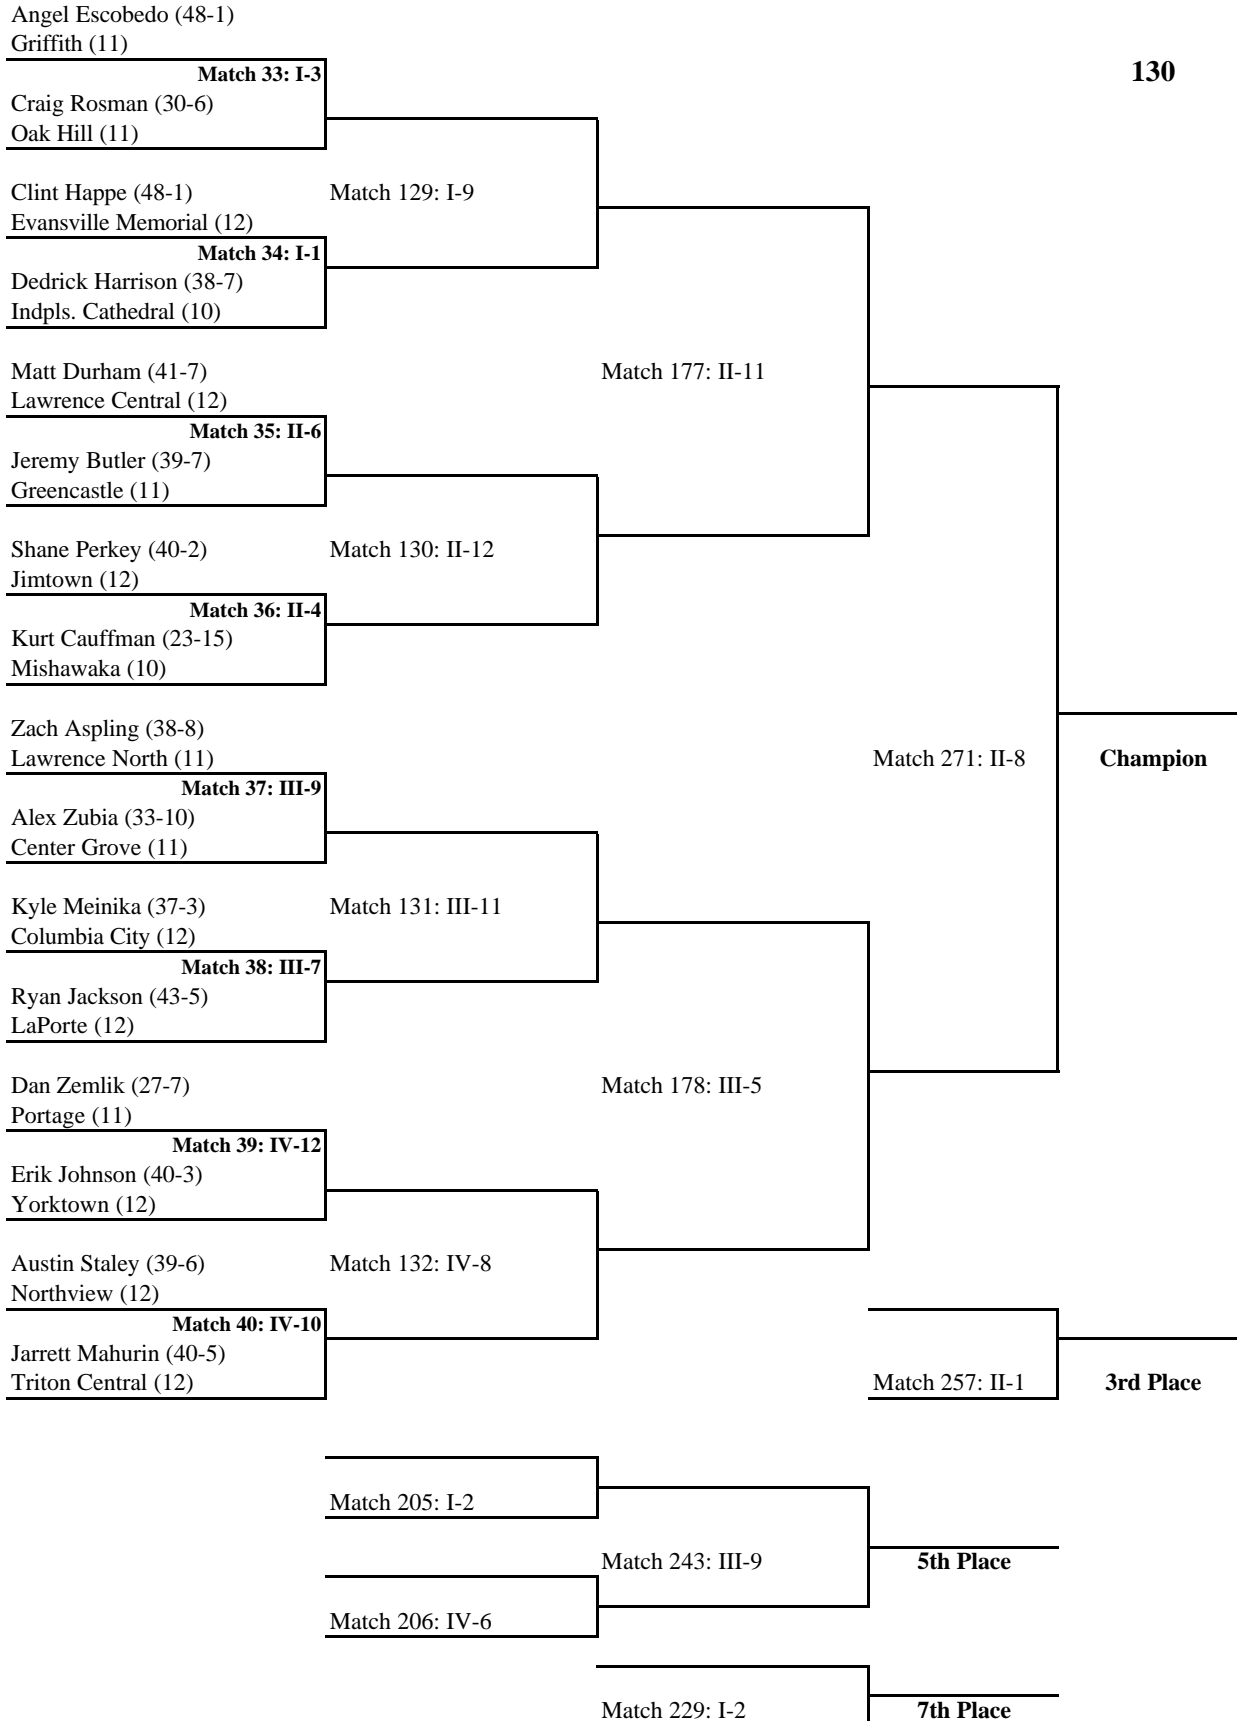 Angel Escobedo (48-1)
Griffith (11)
130
Match 33: I-3
Craig Rosman (30-6)
Oak Hill (11)
Clint Happe (48-1)
Match 129: I-9
Evansville Memorial (12)
Match 34: I-1
Dedrick Harrison (38-7)
Indpls. Cathedral (10)
Matt Durham (41-7)
Match 177: II-11
Lawrence Central (12)
Match 35: II-6
Jeremy Butler (39-7)
Greencastle (11)
Shane Perkey (40-2)
Match 130: II-12
Jimtown (12)
Match 36: II-4
Kurt Cauffman (23-15)
Mishawaka (10)
Zach Aspling (38-8)
Lawrence North (11)
Match 271: II-8
Champion
Match 37: III-9
Alex Zubia (33-10)
Center Grove (11)
Kyle Meinika (37-3)
Match 131: III-11
Columbia City (12)
Match 38: III-7
Ryan Jackson (43-5)
LaPorte (12)
Dan Zemlik (27-7)
Match 178: III-5
Portage (11)
Match 39: IV-12
Erik Johnson (40-3)
Yorktown (12)
Austin Staley (39-6)
Match 132: IV-8
Northview (12)
Match 40: IV-10
Jarrett Mahurin (40-5)
Triton Central (12)
Match 257: II-1
3rd Place
Match 205: I-2
Match 243: III-9
5th Place
Match 206: IV-6
Match 229: I-2
7th Place